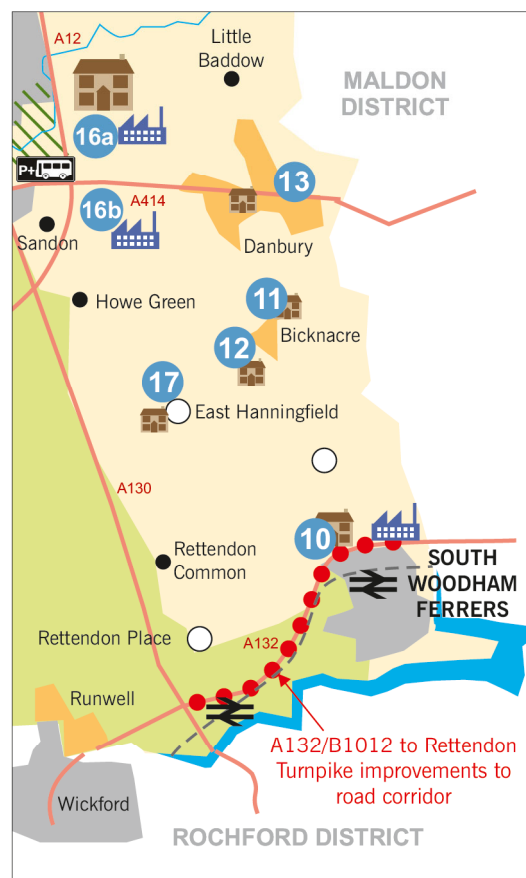 A12
Little
Baddow
MALDON
DISTRICT
16a
P+
13
16b
A414
Sandon
Danbury
Howe Green
11
Bicknacre
12
17
East Hanningfield
A130
10
Rettendon
Common
SOUTH
WOODHAM
FERRERS
Rettendon Place
A132
Runwell
A132/B1012 to Rettendon
Turnpike improvements to
road corridor
Wickford
ROCHFORD DISTRICT